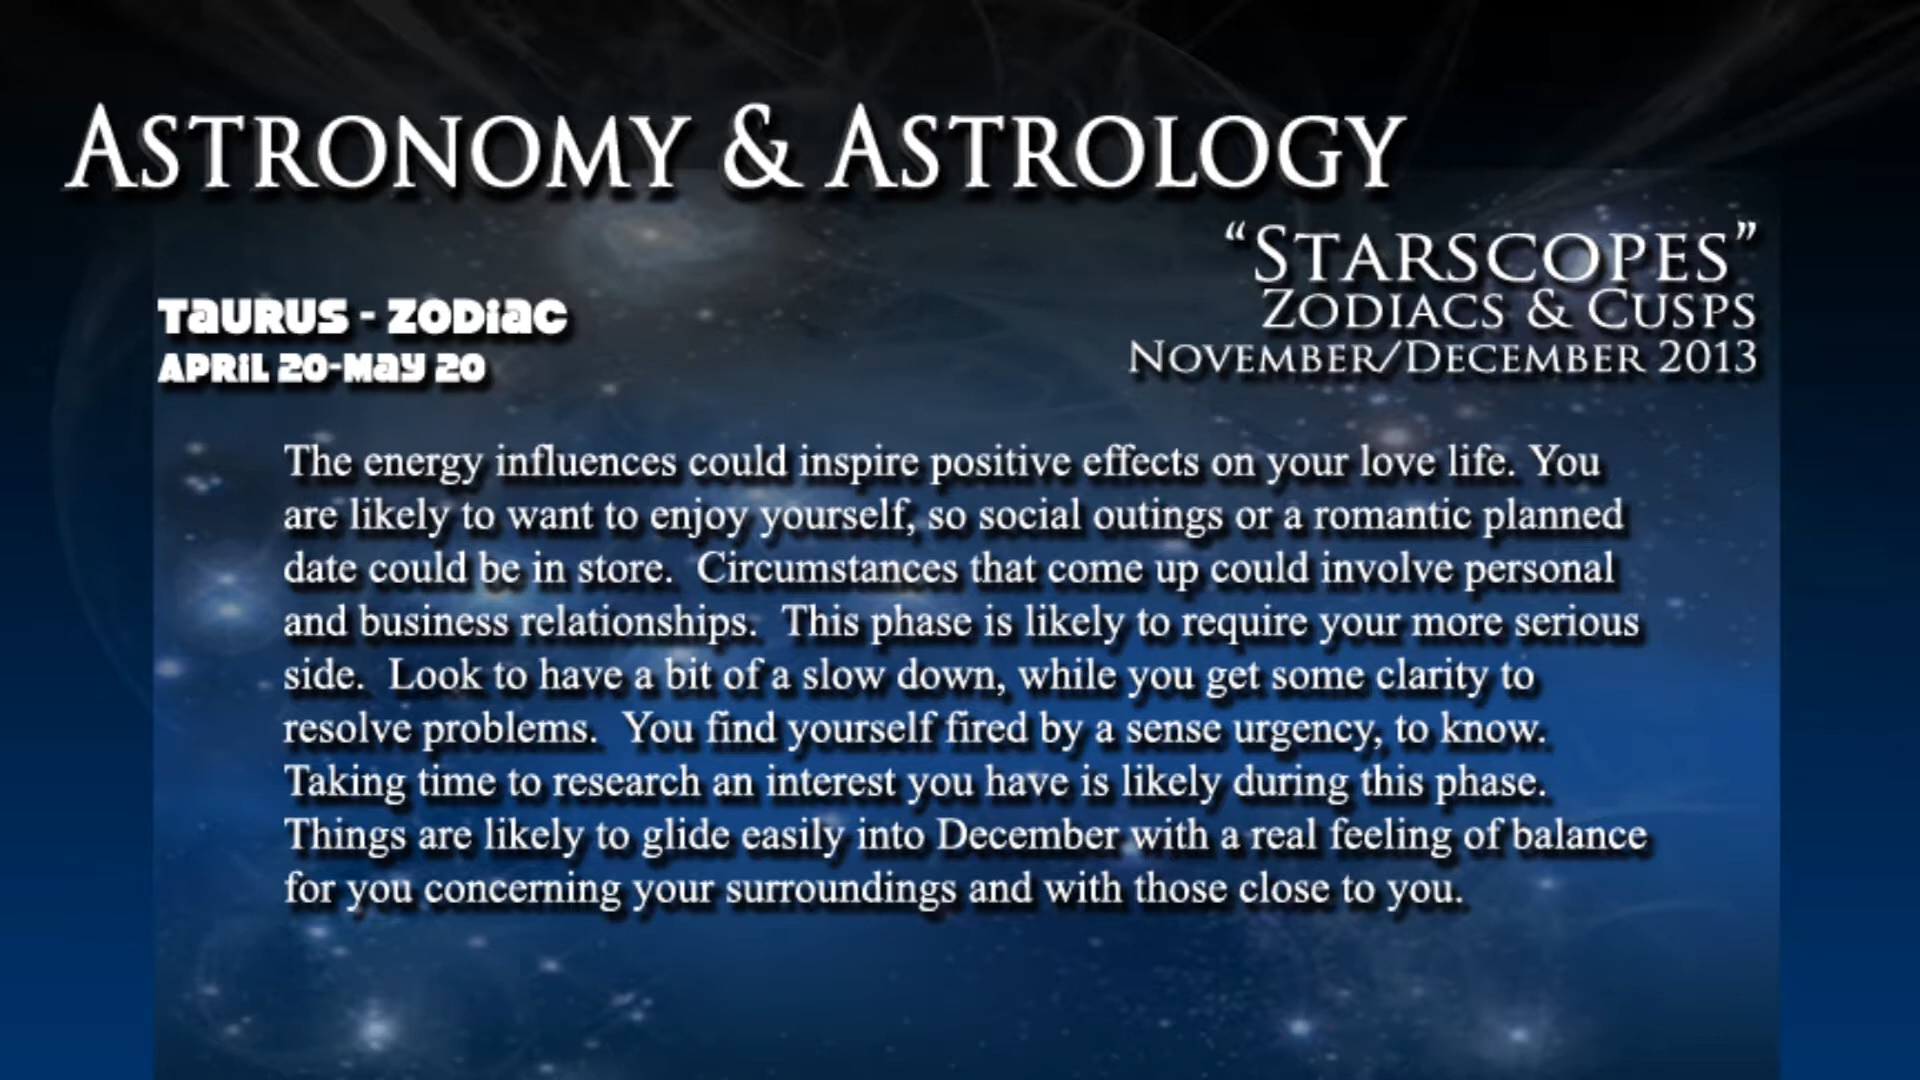 ASTRONOMY & ASTROLOGY
“STARSCOPES”
ZODIACS & CUSPS
NOVEMBER/DECEMBER 2013
TAURUS - ZODIAC
APRIL 20-MAY 20
The energy influences could inspire positive effects on your love life. You
are likely to want to enjoy yourself, so social outings or a romantic planned
date could be in store.  Circumstances that come up could involve personal
and business relationships.  This phase is likely to require your more serious
side.  Look to have a bit of a slow down, while you get some clarity to
resolve problems.  You find yourself fired by a sense urgency, to know.
Taking time to research an interest you have is likely during this phase.
Things are likely to glide easily into December with a real feeling of balance
for you concerning your surroundings and with those close to you.